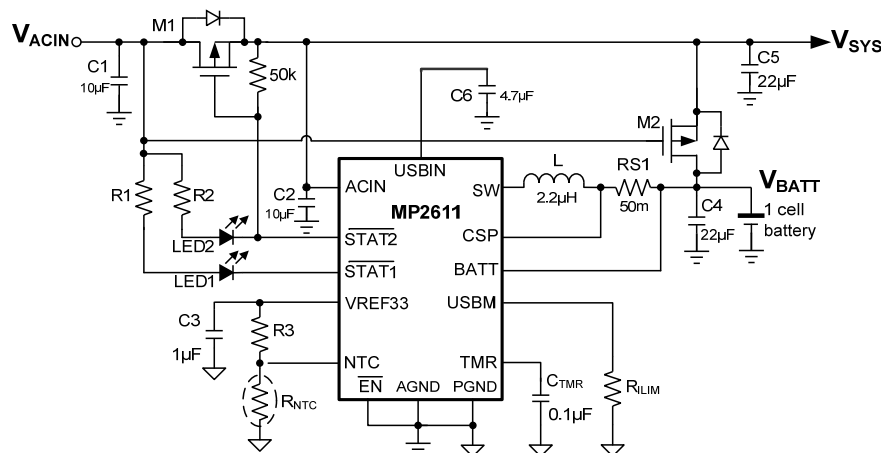 M1
VACIN
VSYS
C1
10µF
50k
C6
4.7µF
C5
22µF
M2
USBIN
R1
R2
C2
10µF
ACIN
MP2611
SW
L
2.2µH
RS1
50m
VBATT
C4
22µF
1 cell
battery
LED2
STAT2
CSP
LED1
STAT1
BATT
C3
1µF
VREF33
USBM
R3
NTC
TMR
RNTC
EN
AGND
PGND
CTMR
0.1µF
RILIM